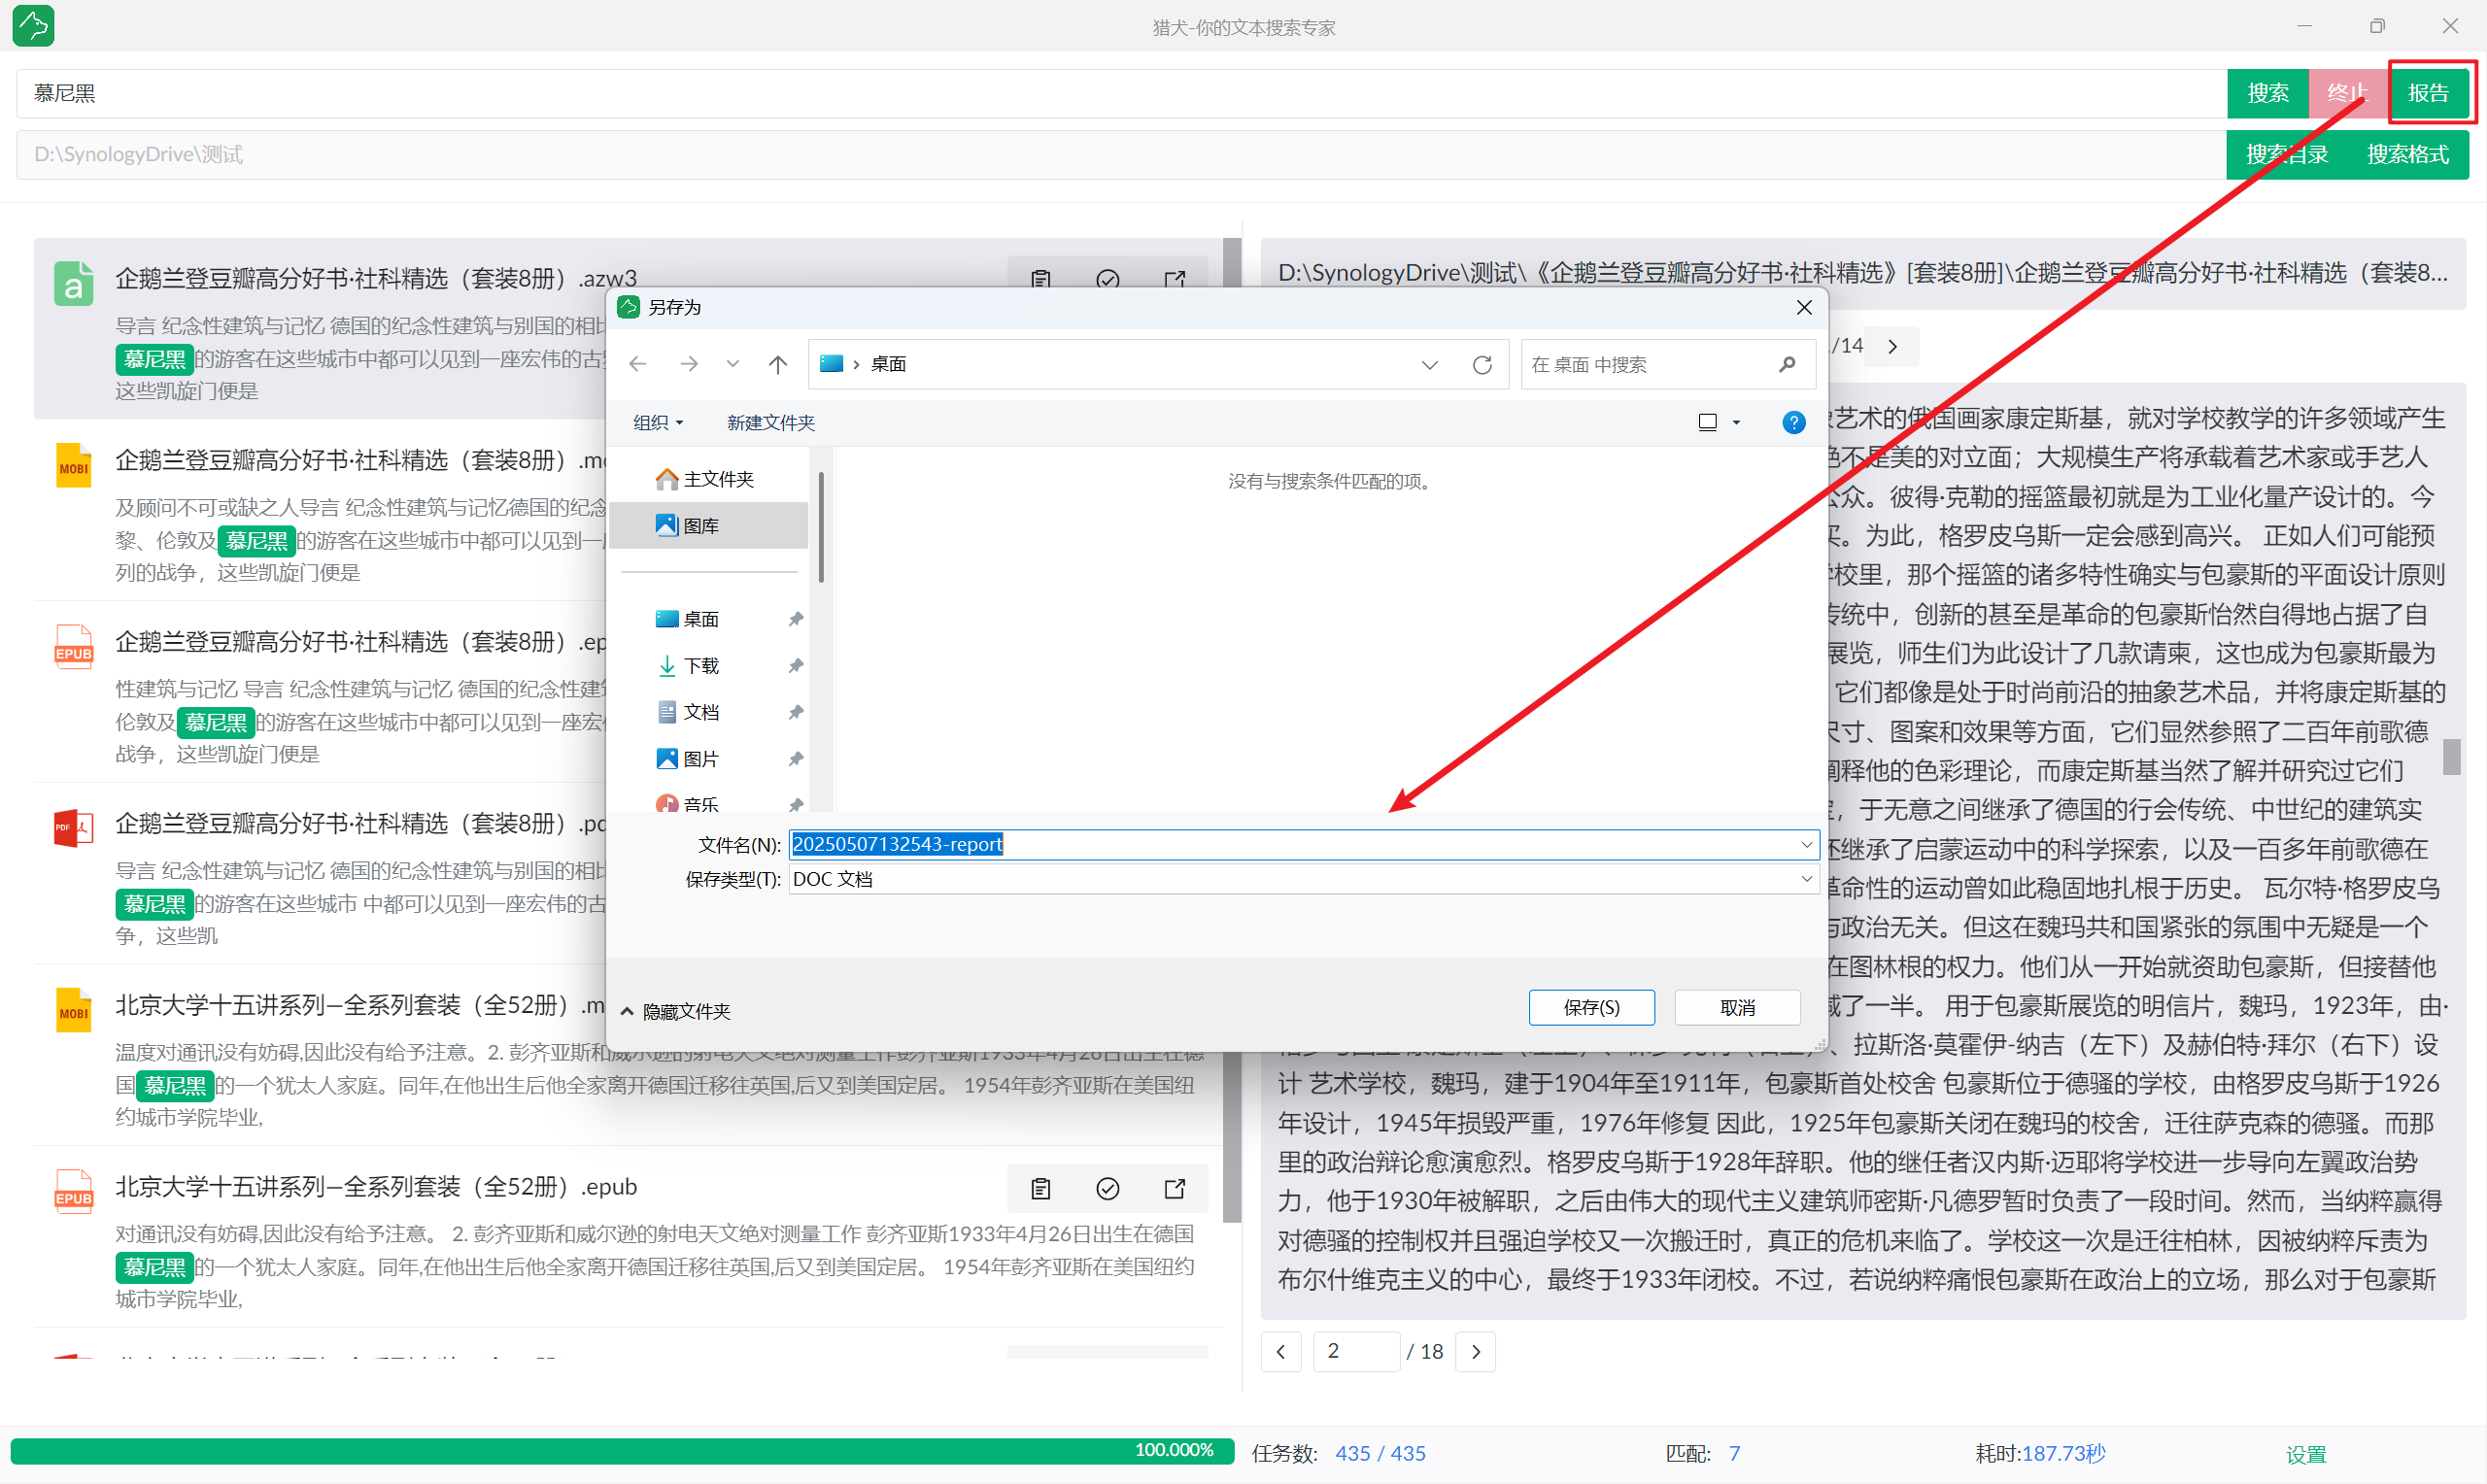 猎犬-你的文本搜索专家
慕尼黑
搜索
终止
报告
D:\SynologyDrive\测试
搜索目录
搜索格式
企鹅兰登豆瓣高分好书·社科精选（套装8册）.azw3
导言 纪念性建筑与记忆 德国的纪念性建筑与别国的相比
慕尼黑的游客在这些城市中都可以见到一座宏伟的古
这些凯旋门便是
MOBI
企鹅兰登豆瓣高分好书·社科精选（套装8册）.mo
及顾问不可或缺之人导言 纪念性建筑与记忆德国的纪念
黎、伦敦及慕尼黑的游客在这些城市中都可以见到一
列的战争，这些凯旋门便是
EPUB
企鹅兰登豆瓣高分好书·社科精选（套装8册）.ep
性建筑与记忆 导言 纪念性建筑与记忆 德国的纪念性建
伦敦及慕尼黑的游客在这些城市中都可以见到一座宏
战争，这些凯旋门便是
PDF
企鹅兰登豆瓣高分好书·社科精选（套装8册）.pd
导言 纪念性建筑与记忆 德国的纪念性建筑与别国的相比
慕尼黑的游客在这些城市 中都可以见到一座宏伟的古
争，这些凯
MOBI
北京大学十五讲系列—全系列套装（全52册）.m
温度对通讯没有妨碍,因此没有给予注意。2. 彭齐亚斯和威尔逊的射电天文绝对测量工作彭齐亚斯1933年4月26日出生在德
国慕尼黑的一个犹太人家庭。同年,在他出生后他全家离开德国迁移往英国,后又到美国定居。 1954年彭齐亚斯在美国纽
约城市学院毕业,
EPUB
北京大学十五讲系列—全系列套装（全52册）.epub
对通讯没有妨碍,因此没有给予注意。 2. 彭齐亚斯和威尔逊的射电天文绝对测量工作 彭齐亚斯1933年4月26日出生在德国
慕尼黑的一个犹太人家庭。同年,在他出生后他全家离开德国迁移往英国,后又到美国定居。 1954年彭齐亚斯在美国纽约
城市学院毕业,
另存为
桌面
在 桌面 中搜索
组织
新建文件夹
主文件夹
图库
桌面
下载
文档
图片
音乐
没有与搜索条件匹配的项。
文件名(N): 20250507132543-report
保存类型(T): DOC 文档
隐藏文件夹
保存(S)
取消
D:\SynologyDrive\测试\《企鹅兰登豆瓣高分好书·社科精选》[套装8册]\企鹅兰登豆瓣高分好书·社科精选（套装8...
/14
艺术的俄国画家康定斯基，就对学校教学的许多领域产生
不是美的对立面；大规模生产将承载着艺术家或手艺人
众。彼得·克勒的摇篮最初就是为工业化量产设计的。今
。为此，格罗皮乌斯一定会感到高兴。 正如人们可能预
校里，那个摇篮的诸多特性确实与包豪斯的平面设计原则
统中，创新的甚至是革命的包豪斯怡然自得地占据了自
展览，师生们为此设计了几款请柬，这也成为包豪斯最为
它们都像是处于时尚前沿的抽象艺术品，并将康定斯基的
寸、图案和效果等方面，它们显然参照了二百年前歌德
阐释他的色彩理论，而康定斯基当然了解并研究过它们
，于无意之间继承了德国的行会传统、中世纪的建筑实
还继承了启蒙运动中的科学探索，以及一百多年前歌德在
革命性的运动曾如此稳固地扎根于历史。 瓦尔特·格罗皮乌
与政治无关。但这在魏玛共和国紧张的氛围中无疑是一个
在图林根的权力。他们从一开始就资助包豪斯，但接替他
减了一半。 用于包豪斯展览的明信片，魏玛，1923年，由·
、拉斯洛·莫霍伊-纳吉（左下）及赫伯特·拜尔（右下）设
计 艺术学校，魏玛，建于1904年至1911年，包豪斯首处校舍 包豪斯位于德骚的学校，由格罗皮乌斯于1926
年设计，1945年损毁严重，1976年修复 因此，1925年包豪斯关闭在魏玛的校舍，迁往萨克森的德骚。而那
里的政治辩论愈演愈烈。格罗皮乌斯于1928年辞职。他的继任者汉内斯·迈耶将学校进一步导向左翼政治势
力，他于1930年被解职，之后由伟大的现代主义建筑师密斯·凡德罗暂时负责了一段时间。然而，当纳粹赢得
对德骚的控制权并且强迫学校又一次搬迁时，真正的危机来临了。学校这一次是迁往柏林，因被纳粹斥责为
布尔什维克主义的中心，最终于1933年闭校。不过，若说纳粹痛恨包豪斯在政治上的立场，那么对于包豪斯
2
/ 18
100.000%
任务数: 435 / 435
匹配: 7
耗时:187.73秒
设置